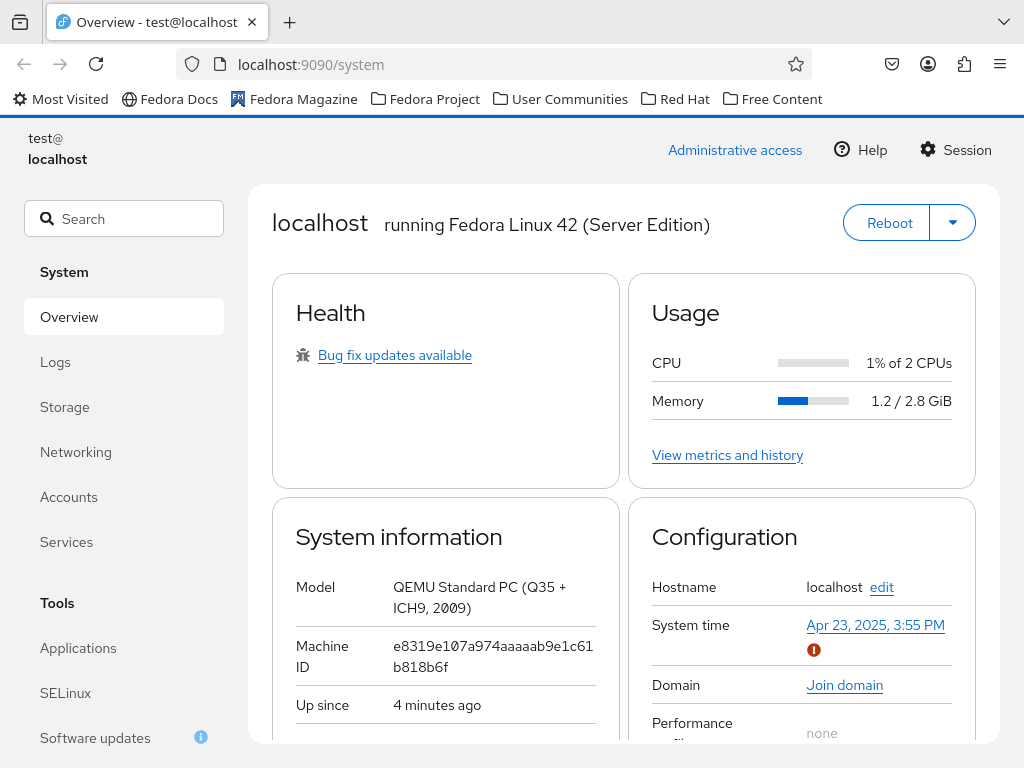 Overview - test@localhost
localhost:9090/system
Most Visited Fedora Docs Fedora Magazine Fedora Project User Communities Red Hat Free Content
test@
localhost
Administrative access Help Session
Search
System
Overview
Logs
Storage
Networking
Accounts
Services
Tools
Applications
SELinux
Software updates
localhost running Fedora Linux 42 (Server Edition)
Reboot
Health
Bug fix updates available
Usage
CPU 1% of 2 CPUs
Memory 1.2 / 2.8 GiB
View metrics and history
System information
Model QEMU Standard PC (Q35 +
ICH9, 2009)
Machine e8319e107a974aaaaab9e1c61
ID b818b6f
Up since 4 minutes ago
Configuration
Hostname localhost edit
System time Apr 23, 2025, 3:55 PM
Domain Join domain
Performance
none